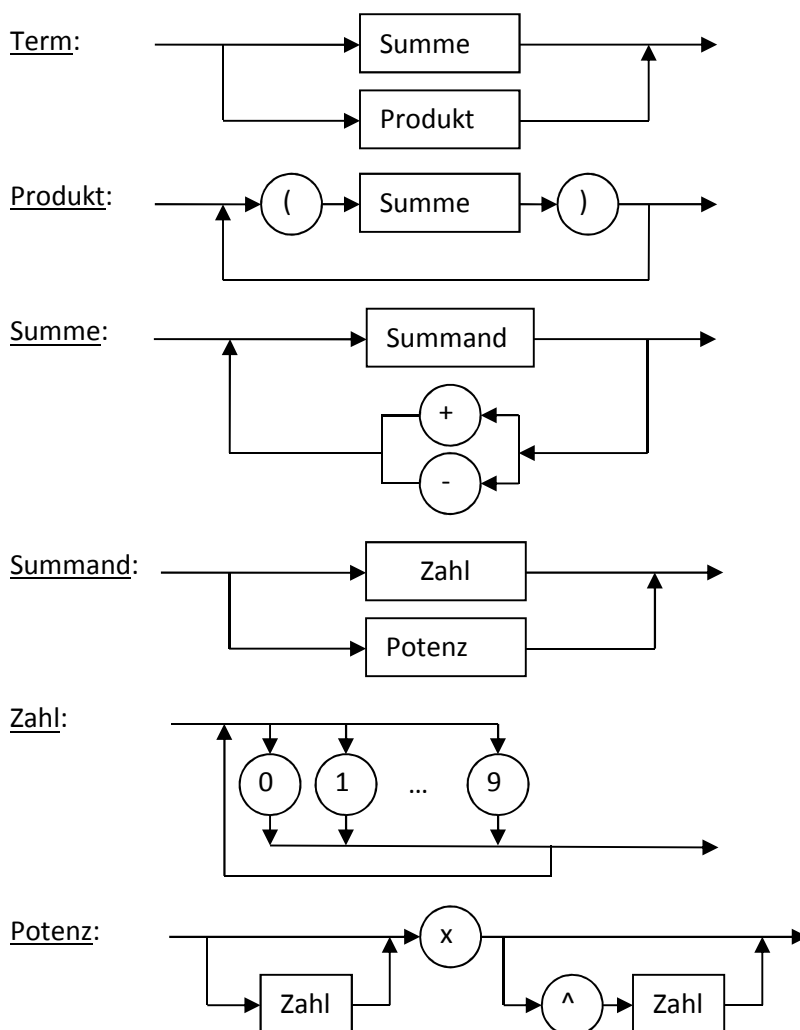 Term: Summe
Produkt
Produkt: ( Summe )
Summe: Summand
+
-
Summand: Zahl
Potenz
Zahl:
0 1 ... 9
Potenz: x
Zahl ^ Zahl